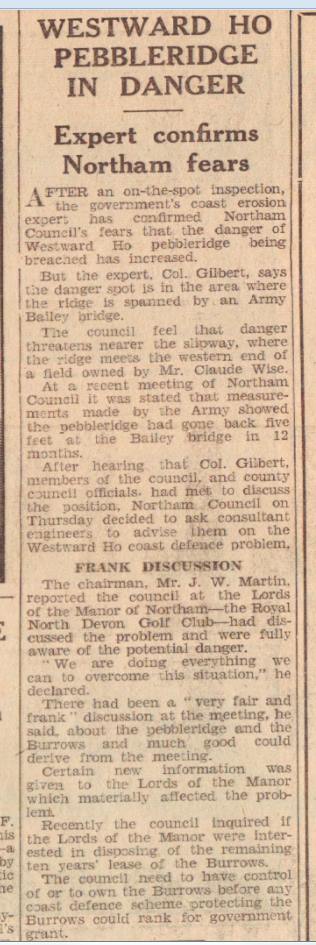 WESTWARD HO
PEBBLERIDGE
IN DANGER
Expert confirms
Northam fears
AFTER an on-the-spot inspection,
the government's coast erosion
expert has confirmed Northam
Council's fears that the danger of
Westward Ho pebbleridge being
breached has increased.
But the expert, Col. Gilbert, says
the danger spot is in the area where
the ridge is spanned by an Army
Bailey bridge.
The council feel that danger
threatens nearer the slipway, where
the ridge meets the western end of
a field owned by Mr. Claude Wise.
At a recent meeting of Northam
Council it was stated that measure-
ments made by the Army showed
the pebbleridge had gone back five
feet at the Bailey bridge in 12
months.
After hearing that Col. Gilbert,
members of the council, and county
council officials, had met to discuss
the position, Northam Council on
Thursday decided to ask consultant
engineers to advise them on the
Westward Ho coast defence problem.
FRANK DISCUSSION
The chairman, Mr. J. W. Martin,
reported the council at the Lords
of the Manor of Northam—the Royal
North Devon Golf Club—had dis-
cussed the problem and were fully
aware of the potential danger.
"We are doing everything we
can to overcome this situation," he
declared.
There had been a "very fair and
frank" discussion at the meeting, he
said, about the pebbleridge and the
Burrows and much good could
derive from the meeting.
Certain new information was
given to the Lords of the Manor
which materially affected the prob-
lem.
Recently the council inquired if
the Lords of the Manor were inter-
ested in disposing of the remaining
ten years' lease of the Burrows.
The council need to have control
of or to own the Burrows before any
coast defence scheme protecting the
Burrows could rank for government
grant.